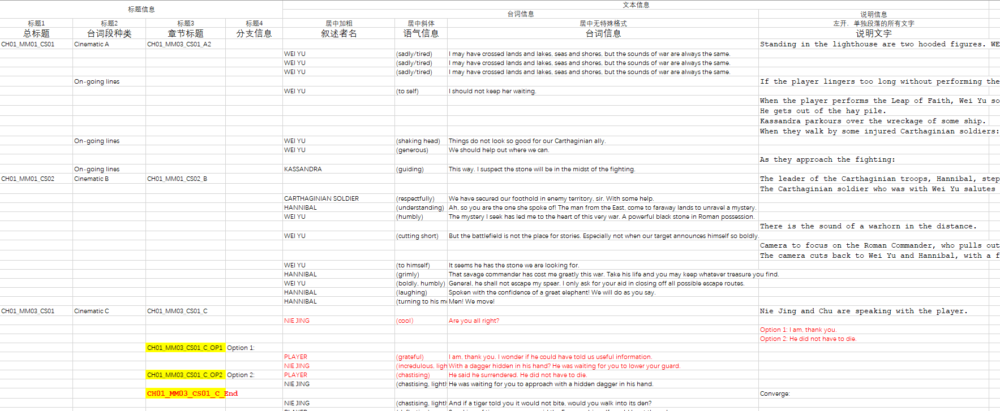 标题信息 文本信息
台词信息 说明信息
标题1 标题2 标题3 标题4 居中加粗 居中斜体 居中无特殊格式 左开，单独段落的所有文字
总标题 台词段种类 章节标题 分支信息 叙述者名 语气信息 台词信息 说明文字
CH01_MM01_CS01 Cinematic A CH01_MM03_CS01_A2 Standing in the lighthouse are two hooded figures. WE
WEI YU (sadly/tired) I may have crossed lands and lakes, seas and shores, but the sounds of war are always the same.
WEI YU (sadly/tired) I may have crossed lands and lakes, seas and shores, but the sounds of war are always the same.
WEI YU (sadly/tired) I may have crossed lands and lakes, seas and shores, but the sounds of war are always the same.
On-going lines If the player lingers too long without performing the
WEI YU (to self) I should not keep her waiting.
When the player performs the Leap of Faith, Wei Yu so
He gets out of the hay pile.
Kassandra parkours over the wreckage of some ship.
When they walk by some injured Carthaginian soldiers:
On-going lines WEI YU (shaking head) Things do not look so good for our Carthaginian ally.
WEI YU (generous) We should help out where we can.
As they approach the fighting:
On-going lines KASSANDRA (guiding) This way. I suspect the stone will be in the midst of the fighting.
CH01_MM01_CS02 Cinematic B CH01_MM01_CS02_B The leader of the Carthaginian troops, Hannibal, step
The Carthaginian soldier who was with Wei Yu salutes
CARTHAGINIAN SOLDIER (respectfully) We have secured our foothold in enemy territory, sir. With some help.
HANNIBAL (understanding) Ah, so you are the one she spoke of! The man from the East, come to faraway lands to unravel a mystery.
WEI YU (humbly) The mystery I seek has led me to the heart of this very war. A powerful black stone in Roman possession.
There is the sound of a warhorn in the distance.
WEI YU (cutting short) But the battlefield is not the place for stories. Especially not when our target announces himself so boldly.
Camera to focus on the Roman Commander, who pulls out
The camera cuts back to Wei Yu and Hannibal, with a f
WEI YU (to himself) It seems he has the stone we are looking for.
HANNIBAL (grimly) That savage commander has cost me greatly this war. Take his life and you may keep whatever treasure you find.
WEI YU (boldly, humbly) General, he shall not escape my spear. I only ask for your aid in closing off all possible escape routes.
HANNIBAL (laughing) Spoken with the confidence of a great elephant! We will do as you say.
HANNIBAL (turning to his m Men! We move!
CH01_MM03_CS01 Cinematic C CH01_MM03_CS01_C Nie Jing and Chu are speaking with the player.
NIE JING (cool) Are you all right?
Option 1: I am, thank you.
Option 2: He did not have to die.
CH01_MM03_CS01_C_OP1 Option 1:
PLAYER (grateful) I am, thank you. I wonder if he could have told us useful information.
NIE JING (incredulous, ligh With a dagger hidden in his hand? He was waiting for you to lower your guard.
CH01_MM03_CS01_C_OP2 Option 2: PLAYER (chastising) He said he surrendered. He did not have to die.
NIE JING (chastising, lightl He was waiting for you to approach with a hidden dagger in his hand.
CH01_MM03_CS01_C_End Converge:
NIE JING (chastising, lightl And if a tiger told you it would not bite, would you walk into its den?